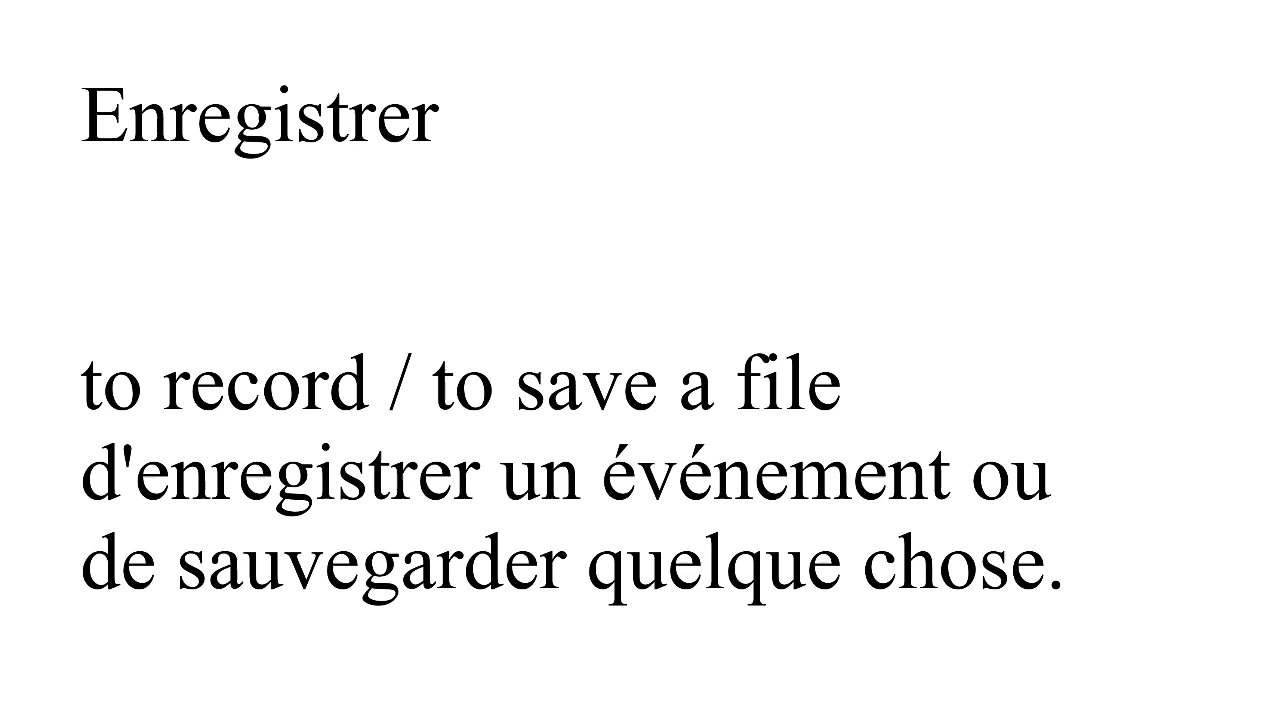 Enregistrer
to record / to save a file
d'enregistrer un événement ou
de sauvegarder quelque chose.